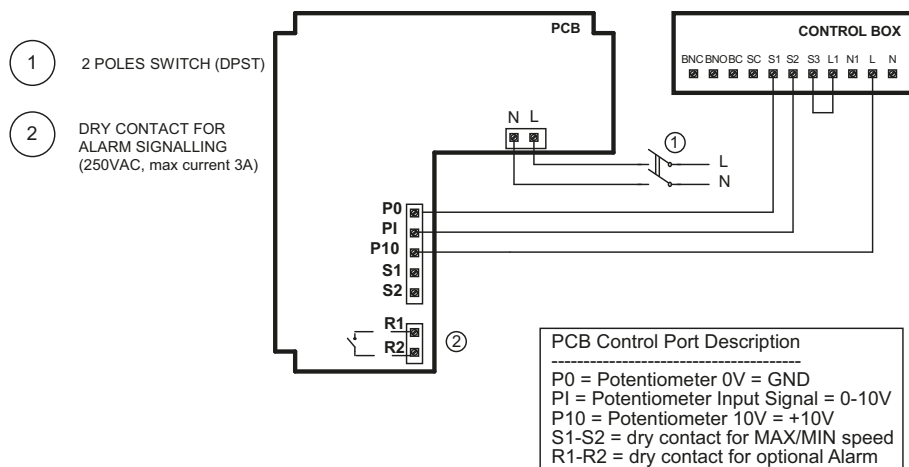 1
2 POLES SWITCH (DPST)
2
DRY CONTACT FOR
ALARM SIGNALLING
(250VAC, max current 3A)
PCB
N L
1
L
N
P0
PI
P10
S1
S2
R1
R2
2
CONTROL BOX
BNC BNO BC SC S1 S2 S3 L1 N1 L N
PCB Control Port Description
---------------------------------------
P0 = Potentiometer 0V = GND
PI = Potentiometer Input Signal = 0-10V
P10 = Potentiometer 10V = +10V
S1-S2 = dry contact for MAX/MIN speed
R1-R2 = dry contact for optional Alarm